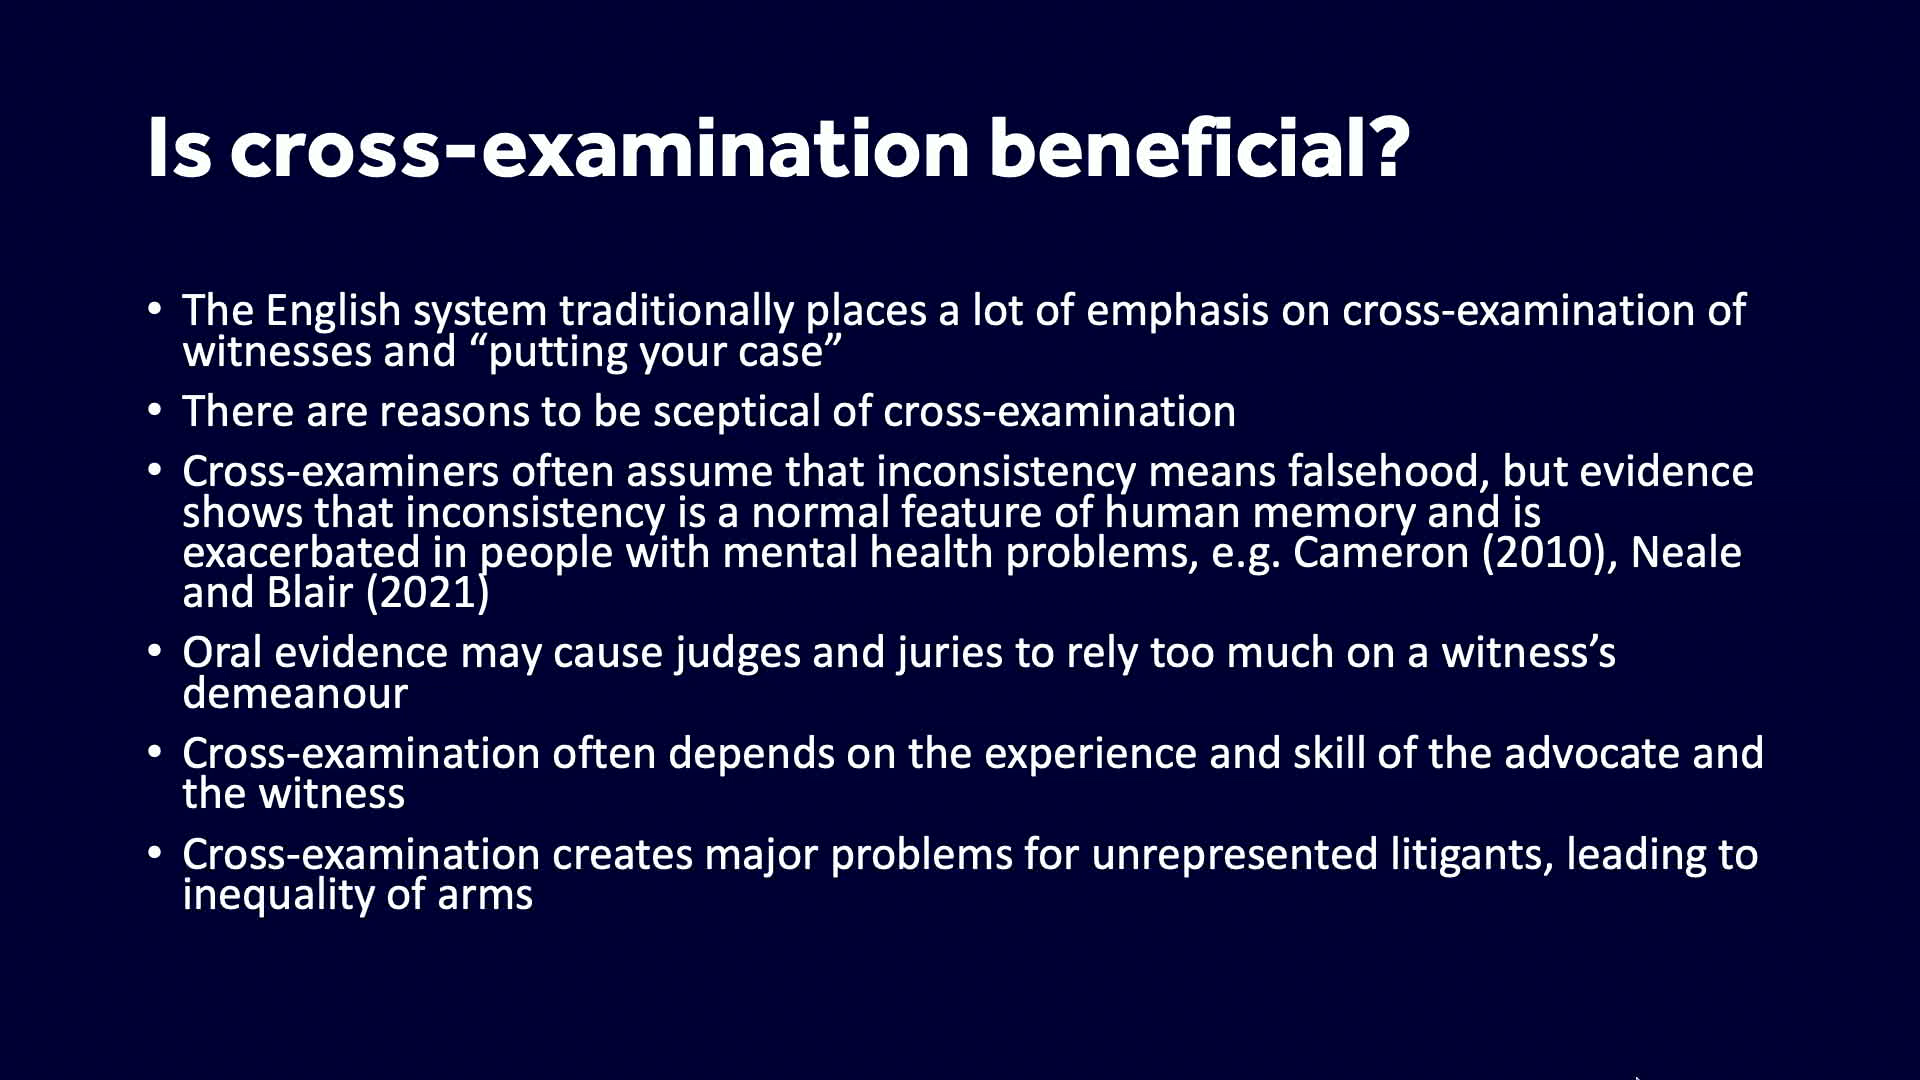 Is cross-examination beneficial?
• The English system traditionally places a lot of emphasis on cross-examination of
witnesses and “putting your case”
• There are reasons to be sceptical of cross-examination
• Cross-examiners often assume that inconsistency means falsehood, but evidence
shows that inconsistency is a normal feature of human memory and is
exacerbated in people with mental health problems, e.g. Cameron (2010), Neale
and Blair (2021)
• Oral evidence may cause judges and juries to rely too much on a witness’s
demeanour
• Cross-examination often depends on the experience and skill of the advocate and
the witness
• Cross-examination creates major problems for unrepresented litigants, leading to
inequality of arms